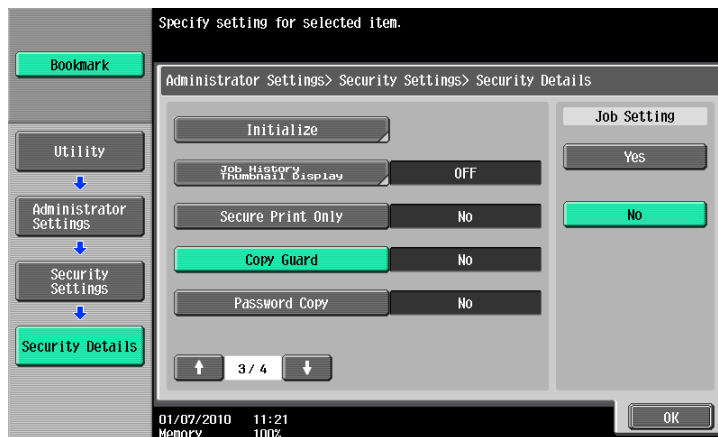 Specify setting for selected item.
Bookmark
Utility
Administrator
Settings
Security
Settings
Security Details
Administrator Settings> Security Settings> Security Details
Initialize
Job History
Thumbnail Display
OFF
Secure Print Only
No
Copy Guard
No
Password Copy
No
3/ 4
Job Setting
Yes
No
01/07/2010 11:21
Memory 100%
OK